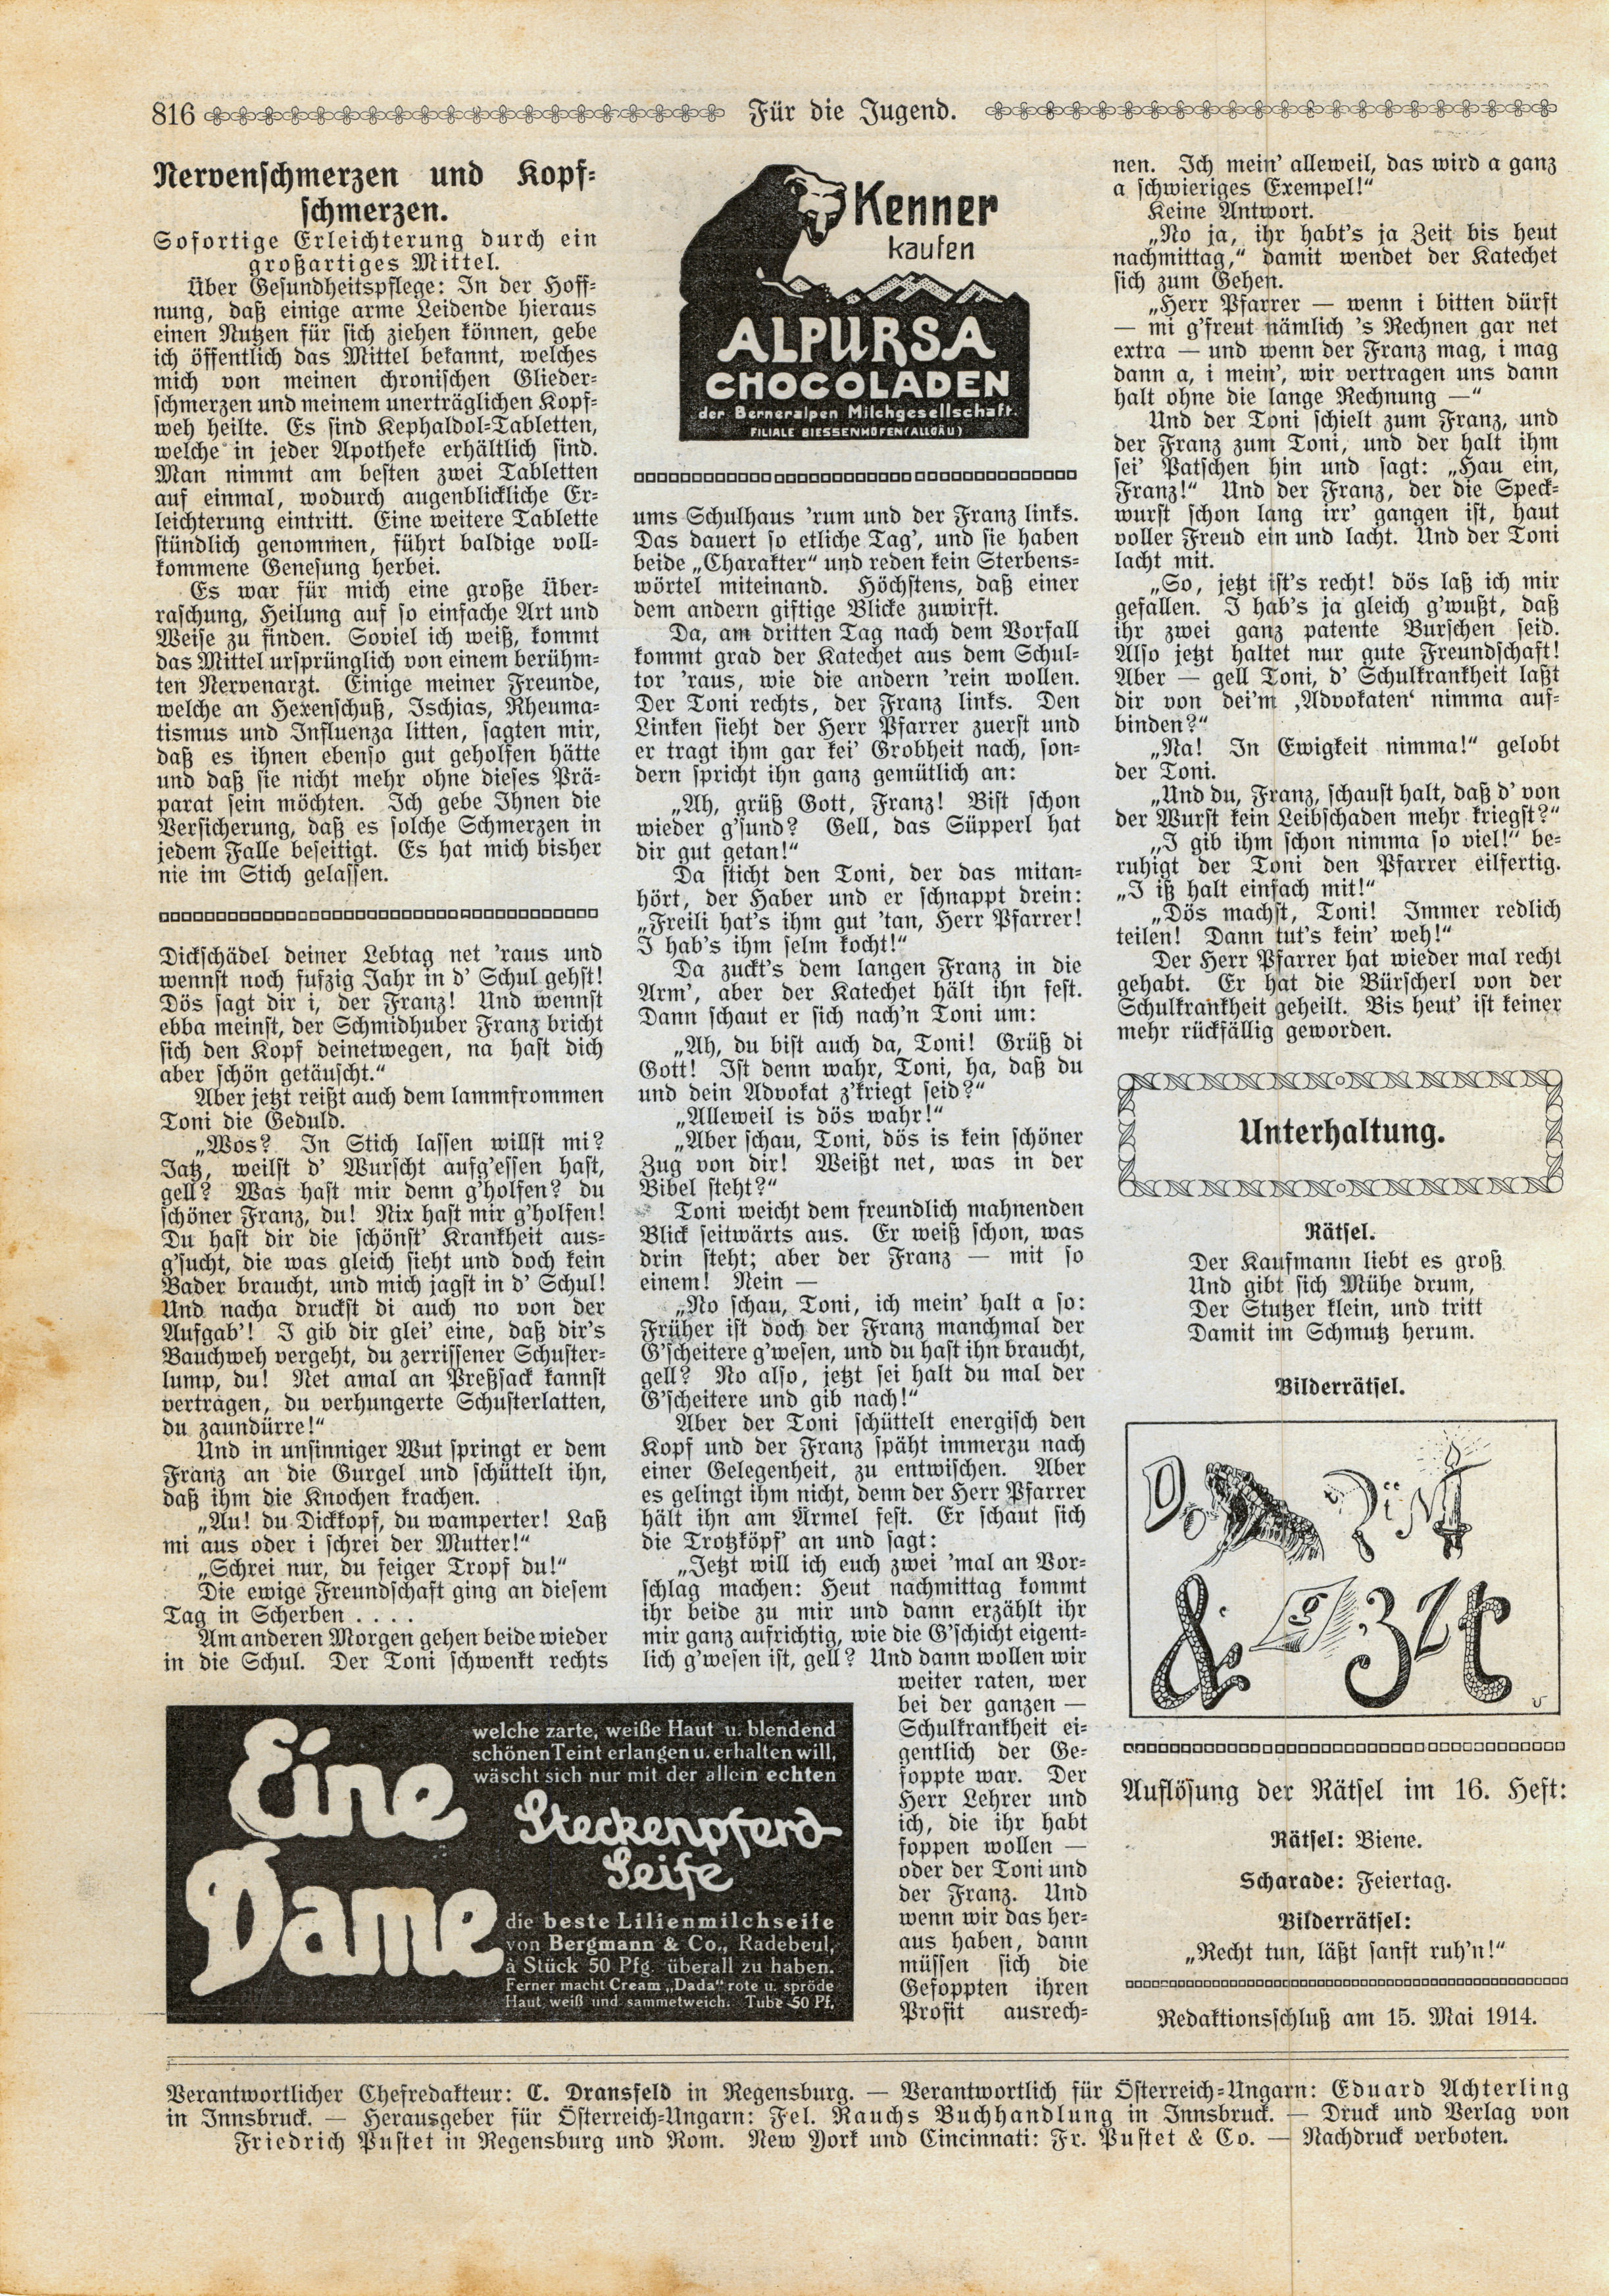 816 Für die Jugend.
Nervenschmerzen und Kopf-
schmerzen.
Sofortige Erleichterung durch ein
großartiges Mittel.
Über Gesundheitspflege: In der Hoff-
nung, daß einige arme Leidende hieraus
einen Nutzen für sich ziehen können, gebe
ich öffentlich das Mittel bekannt, welches
mich von meinen chronischen Glieder-
schmerzen und meinem unerträglichen Kopf-
weh heilte. Es sind Kephaldol-Tabletten,
welche in jeder Apotheke erhältlich sind.
Man nimmt am besten zwei Tabletten
auf einmal, wodurch augenblickliche Er-
leichterung eintritt. Eine weitere Tablette
stündlich genommen, führt baldige voll-
kommene Genesung herbei.
Es war für mich eine große Über-
raschung, Heilung auf so einfache Art und
Weise zu finden. Soviel ich weiß, kommt
das Mittel ursprünglich von einem berühm-
ten Nervenarzt. Einige meiner Freunde,
welche an Hexenschuß, Ischias, Rheuma-
tismus und Influenza litten, sagten mir,
daß es ihnen ebenso gut geholfen hätte
und daß sie nicht mehr ohne dieses Prä-
parat sein möchten. Ich gebe Ihnen die
Versicherung, daß es solche Schmerzen in
jedem Falle beseitigt. Es hat mich bisher
nie im Stich gelassen.
Dickschädel deiner Lebtag net 'raus und
wennst noch fufzig Jahr in d' Schul gehst!
Dös sagt dir i, der Franz! Und wennst
ebba meinst, der Schmidhuber Franz bricht
sich den Kopf deinetwegen, na hast dich
aber schön getäuscht.“
Aber jetzt reißt auch dem lammfrommen
Toni die Geduld.
„Wos? In Stich lassen willst mi?
Jatz, weilst d' Wurscht aufg'essen hast,
gell? Was hast mir denn g'holfen? du
schöner Franz, du! Nix hast mir g'holfen!
Du hast dir die schönst' Krankheit aus-
g'sucht, die was gleich sieht und doch kein
Bader braucht, und mich jagst in d' Schul!
Und nacha druckst di auch no von der
Aufgab'! I gib dir glei' eine, daß dir's
Bauchweh vergeht, du zerrissener Schuster-
lump, du! Net amal an Preßsack kannst
vertragen, du verhungerte Schusterlatten,
du zaundürre!“
Und in unsinniger Wut springt er dem
Franz an die Gurgel und schüttelt ihn,
daß ihm die Knochen krachen.
„Au! du Dickkopf, du wamperter! Laß
mi aus oder i schrei der Mutter!“
„Schrei nur, du feiger Tropf du!“
Die ewige Freundschaft ging an diesem
Tag in Scherben . . . .
Am anderen Morgen gehen beide wieder
in die Schul. Der Toni schwenkt rechts
Kenner
kaufen
ALPURSA
CHOCOLADEN
der Berneralpen Milchgesellschaft
FILIALE BIESSENHOFEN (ALLGÄU)
ums Schulhaus 'rum und der Franz links.
Das dauert so etliche Tag', und sie haben
beide „Charakter“ und reden kein Sterbens-
wörtel miteinand. Höchstens, daß einer
dem andern giftige Blicke zuwirft.
Da, am dritten Tag nach dem Vorfall
kommt grad der Katechet aus dem Schul-
tor 'raus, wie die andern 'rein wollen.
Der Toni rechts, der Franz links. Den
Linken sieht der Herr Pfarrer zuerst und
er tragt ihm gar kei' Grobheit nach, son-
dern spricht ihn ganz gemütlich an:
„Ah, grüß Gott, Franz! Bist schon
wieder g'sund? Gell, das Süpperl hat
dir gut getan!“
Da sticht den Toni, der das mitan-
hört, der Haber und er schnappt drein:
„Freili hat's ihm gut 'tan, Herr Pfarrer!
I hab's ihm selm kocht!“
Da zuckt's dem langen Franz in die
Arm', aber der Katechet hält ihn fest.
Dann schaut er sich nach'n Toni um:
„Ah, du bist auch da, Toni! Grüß di
Gott! Ist denn wahr, Toni, ha, daß du
und dein Advokat z'kriegt seid?“
„Alleweil is dös wahr!“
„Aber schau, Toni, dös is kein schöner
Zug von dir! Weißt net, was in der
Bibel steht?“
Toni weicht dem freundlich mahnenden
Blick seitwärts aus. Er weiß schon, was
drin steht; aber der Franz — mit so
einem! Nein —
„No schau, Toni, ich mein' halt a so:
Früher ist doch der Franz manchmal der
G'scheitere g'wesen, und du hast ihn braucht,
gell? No also, jetzt sei halt du mal der
G'scheitere und gib nach!“
Aber der Toni schüttelt energisch den
Kopf und der Franz späht immerzu nach
einer Gelegenheit, zu entwischen. Aber
es gelingt ihm nicht, denn der Herr Pfarrer
hält ihn am Ärmel fest. Er schaut sich
die Trotzköpf' an und sagt:
„Jetzt will ich euch zwei 'mal an Vor-
schlag machen: Heut nachmittag kommt
ihr beide zu mir und dann erzählt ihr
mir ganz aufrichtig, wie die G'schicht eigent-
lich g'wesen ist, gell? Und dann wollen wir
weiter raten, wer
bei der ganzen —
Schulkrankheit ei-
gentlich der Ge-
foppte war. Der
Herr Lehrer und
ich, die ihr habt
foppen wollen —
oder der Toni und
der Franz. Und
wenn wir das her-
aus haben, dann
müssen sich die
Gefoppten ihren
Profit ausrech-
nen. Ich mein' alleweil, das wird a ganz
a schwieriges Exempel!“
Keine Antwort.
„No ja, ihr habt's ja Zeit bis heut
nachmittag,“ damit wendet der Katechet
sich zum Gehen.
„Herr Pfarrer — wenn i bitten dürft
— mi g'freut nämlich 's Rechnen gar net
extra — und wenn der Franz mag, i mag
dann a, i mein', wir vertragen uns dann
halt ohne die lange Rechnung —“
Und der Toni schielt zum Franz, und
der Franz zum Toni, und der halt ihm
sei' Patschen hin und sagt: „Hau ein,
Franz!“ Und der Franz, der die Speck-
wurst schon lang irr' gangen ist, haut
voller Freud ein und lacht. Und der Toni
lacht mit.
„So, jetzt ist's recht! dös laß ich mir
gefallen. I hab's ja gleich g'wußt, daß
ihr zwei ganz patente Burschen seid.
Also jetzt haltet nur gute Freundschaft!
Aber — gell Toni, d' Schulkrankheit laßt
dir von dei'm ‚Advokaten‘ nimma auf-
binden?“
„Na! In Ewigkeit nimma!“ gelobt
der Toni.
„Und du, Franz, schaust halt, daß d' von
der Wurst kein Leibschaden mehr kriegst?“
„I gib ihm schon nimma so viel!“ be-
ruhigt der Toni den Pfarrer eilfertig.
„I iß halt einfach mit!“
„Dös machst, Toni! Immer redlich
teilen! Dann tut's kein' weh!“
Der Herr Pfarrer hat wieder mal recht
gehabt. Er hat die Bürscherl von der
Schulkrankheit geheilt. Bis heut' ist keiner
mehr rückfällig geworden.
Unterhaltung.
Rätsel.
Der Kaufmann liebt es groß
Und gibt sich Mühe drum,
Der Stutzer klein, und tritt
Damit im Schmutz herum.
Bilderrätsel.
Auflösung der Rätsel im 16. Heft:
Rätsel: Biene.
Scharade: Feiertag.
Bilderrätsel:
„Recht tun, läßt sanft ruh'n!“
Redaktionsschluß am 15. Mai 1914.
Eine
Dame
welche zarte, weiße Haut u. blendend
schönen Teint erlangen u. erhalten will,
wäscht sich nur mit der allein echten
Steckenpferd-
Seife
die beste Lilienmilchseife
von Bergmann & Co., Radebeul,
à Stück 50 Pfg. überall zu haben.
Ferner macht Cream „Dada“ rote u. spröde
Haut weiß und sammetweich. Tube 50 Pf.
Verantwortlicher Chefredakteur: C. Dransfeld in Regensburg. — Verantwortlich für Österreich-Ungarn: Eduard Achterling
in Innsbruck. — Herausgeber für Österreich-Ungarn: Fel. Rauchs Buchhandlung in Innsbruck. — Druck und Verlag von
Friedrich Pustet in Regensburg und Rom. New York und Cincinnati: Fr. Pustet & Co. — Nachdruck verboten.